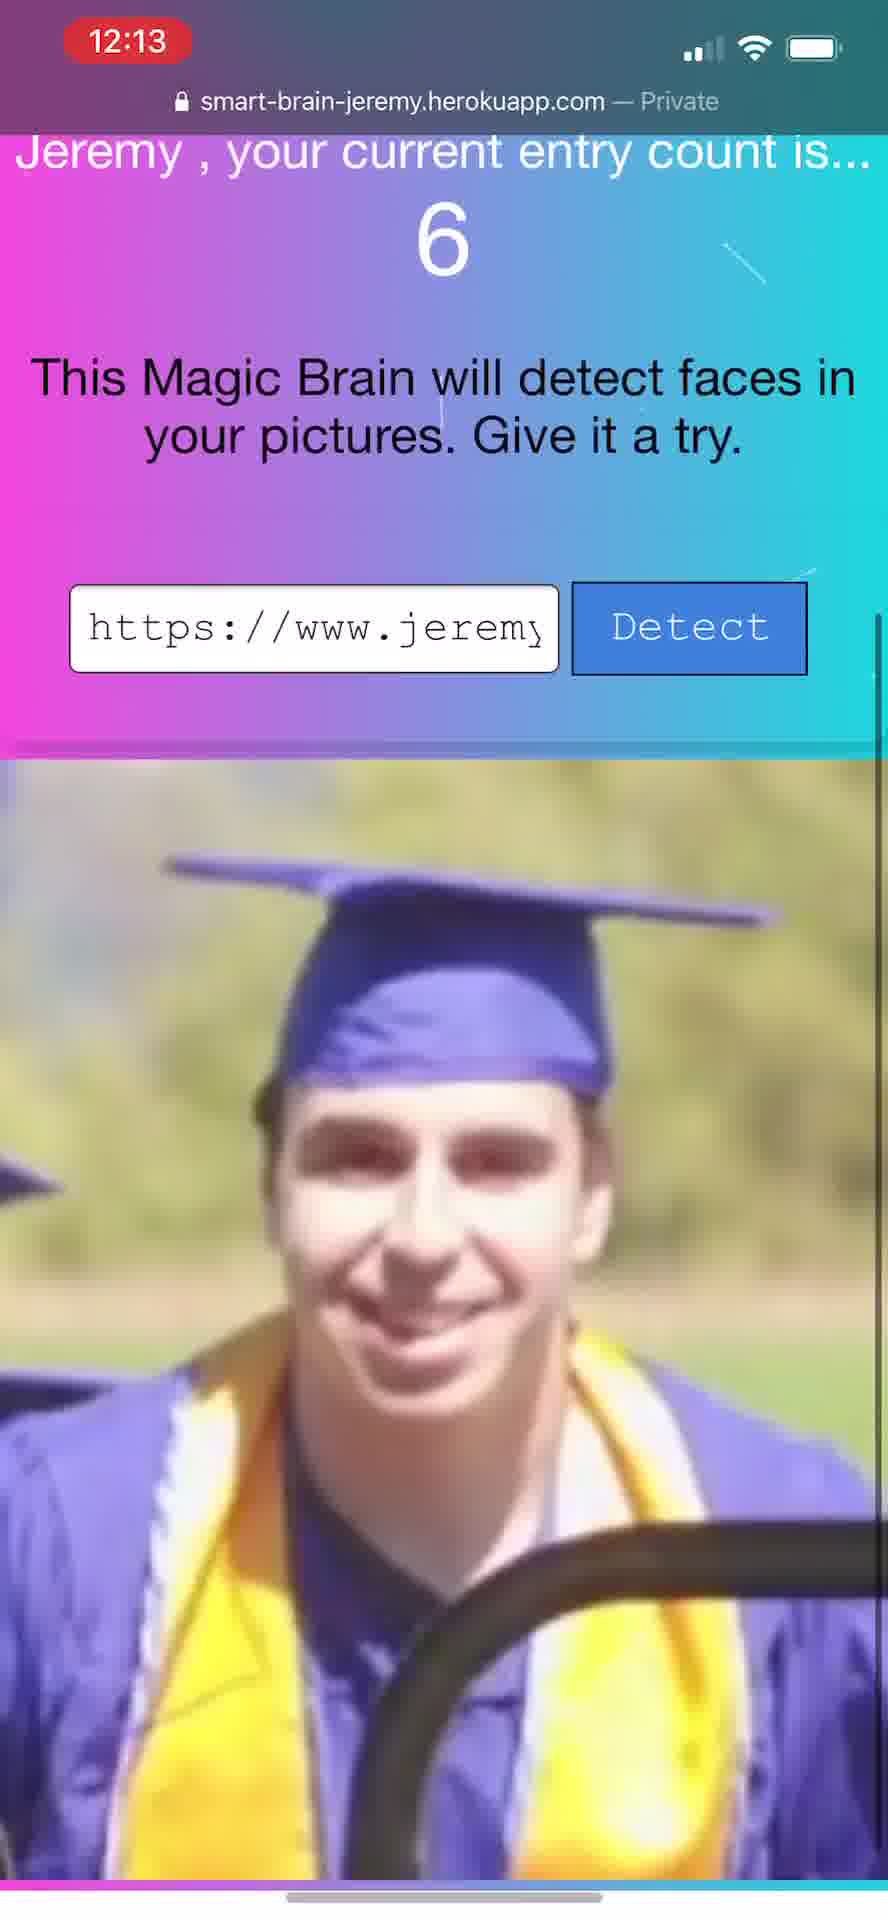 12:13
smart-brain-jeremy.herokuapp.com — Private
Jeremy , your current entry count is...
6
This Magic Brain will detect faces in
your pictures. Give it a try.
https://www.jeremy
Detect